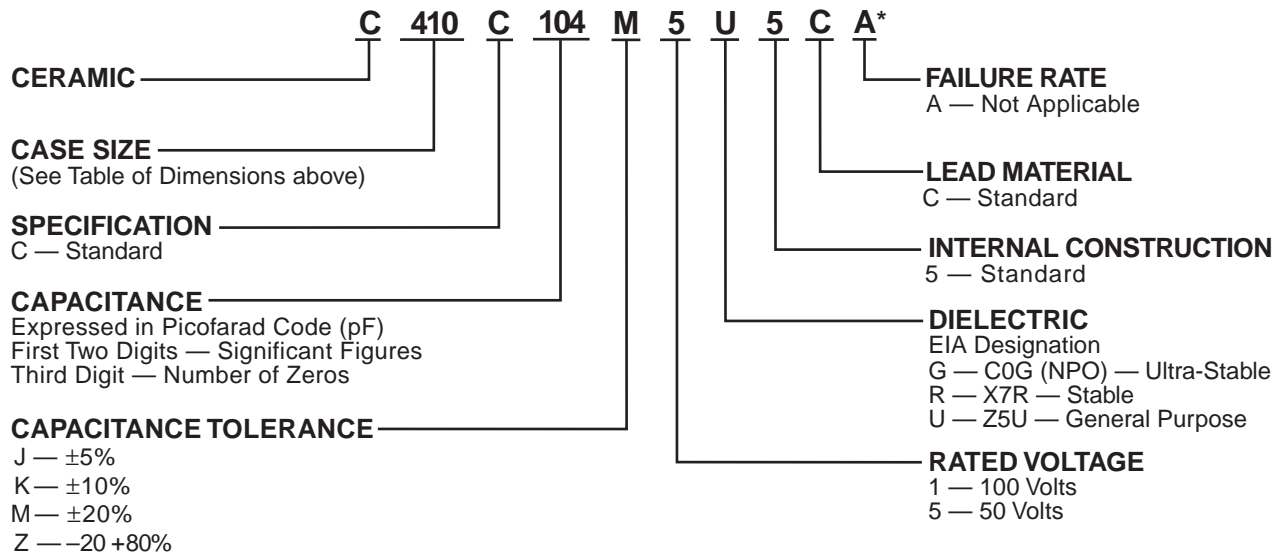 C 410 C 104 M 5 U 5 C A*
CERAMIC
CASE SIZE
(See Table of Dimensions above)
SPECIFICATION
C — Standard
CAPACITANCE
Expressed in Picofarad Code (pF)
First Two Digits — Significant Figures
Third Digit — Number of Zeros
CAPACITANCE TOLERANCE
J — ±5%
K — ±10%
M — ±20%
Z — –20 +80%
FAILURE RATE
A — Not Applicable
LEAD MATERIAL
C — Standard
INTERNAL CONSTRUCTION
5 — Standard
DIELECTRIC
EIA Designation
G — C0G (NPO) — Ultra-Stable
R — X7R — Stable
U — Z5U — General Purpose
RATED VOLTAGE
1 — 100 Volts
5 — 50 Volts